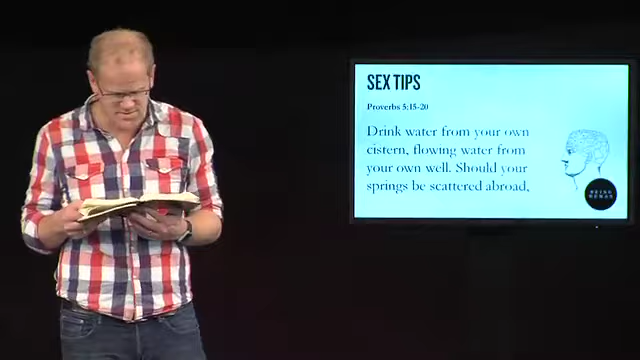 SEX TIPS
Proverbs 5:15-20
Drink water from your own
cistern, flowing water from
your own well. Should your
springs be scattered abroad,